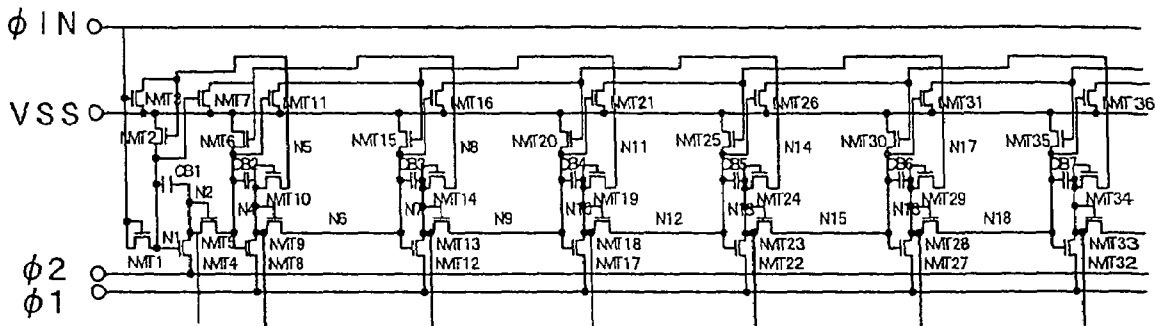 φIN
NMT3 NMT7 NMT11 NMT16 NMT21 NMT26 NMT31 NMT36
VSS
NMT2 NMT6 N5 NMT15 N8 NMT20 N11 NMT25 N14 NMT30 N17 NMT35
CB1 CB2 CB3 CB4 CB5 CB6 CB7
N2 N4 NMT10 N6 N7 NMT14 N9 N10 NMT19 N12 N13 NMT24 N15 N16 NMT29 N18 NMT34
N1 NMT5 NMT9 NMT13 NMT18 NMT23 NMT28 NMT33
NMT1 NMT4 NMT8 NMT12 NMT17 NMT22 NMT27 NMT32
φ2
φ1